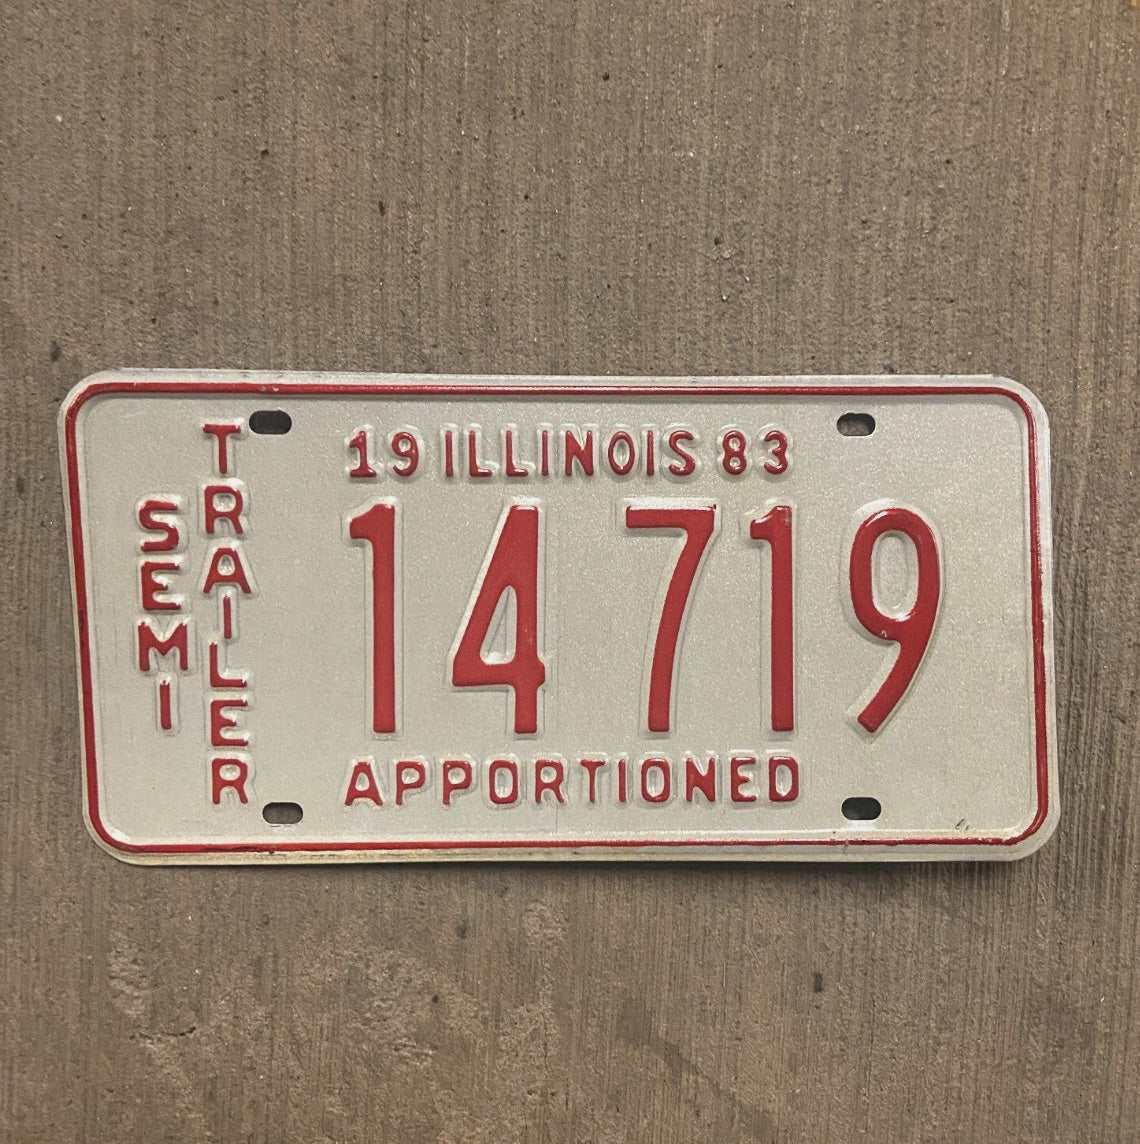 SEMI
TRAILER
19 ILLINOIS 83
14 719
APPORTIONED